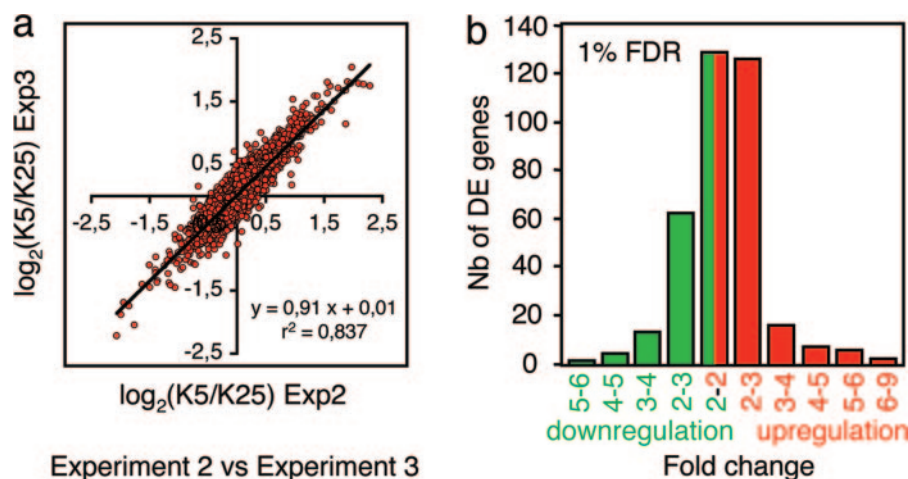 a
log2(K5/K25) Exp3
2,5
1,5
0,5
-2,5 -1,5 -0,5 0,5 1,5 2,5
-1,5
-2,5
y = 0,91 x + 0,01
r2 = 0,837
log2(K5/K25) Exp2
Experiment 2 vs Experiment 3
b
1% FDR
Nb of DE genes
140
120
100
80
60
40
20
0
5-6 4-5 3-4 2-3 2-2 2-3 3-4 4-5 5-6 6-9
downregulation upregulation
Fold change